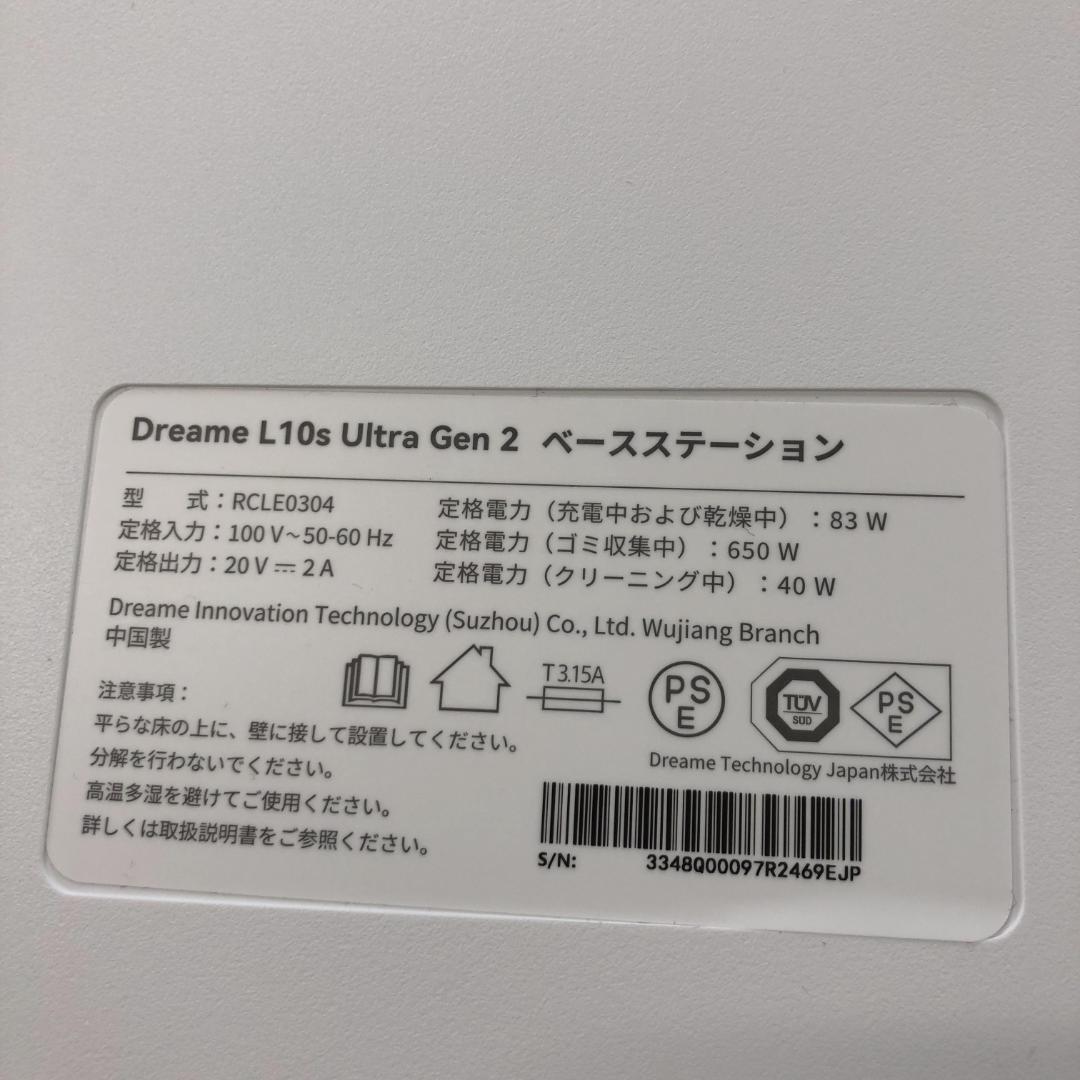 Dreame L10s Ultra Gen 2 ベースステーション
型 式：RCLE0304
定格入力：100 V～50-60 Hz
定格出力：20 V ⎓ 2 A
定格電力（充電中および乾燥中）：83 W
定格電力（ゴミ収集中）：650 W
定格電力（クリーニング中）：40 W
Dreame Innovation Technology (Suzhou) Co., Ltd. Wujiang Branch
中国製
T 3.15A
PS
E
TÜV
SÜD
PS
E
Dreame Technology Japan株式会社
注意事項：
平らな床の上に、壁に接して設置してください。
分解を行わないでください。
高温多湿を避けてご使用ください。
詳しくは取扱説明書をご参照ください。
S/N: 3348Q00097R2469EJP